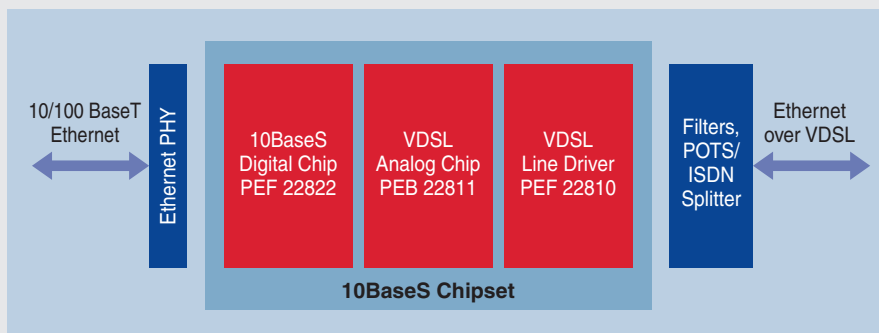 10/100 BaseT
Ethernet
Ethernet PHY
10BaseS
Digital Chip
PEF 22822
VDSL
Analog Chip
PEB 22811
VDSL
Line Driver
PEF 22810
Filters,
POTS/
ISDN
Splitter
Ethernet
over VDSL
10BaseS Chipset